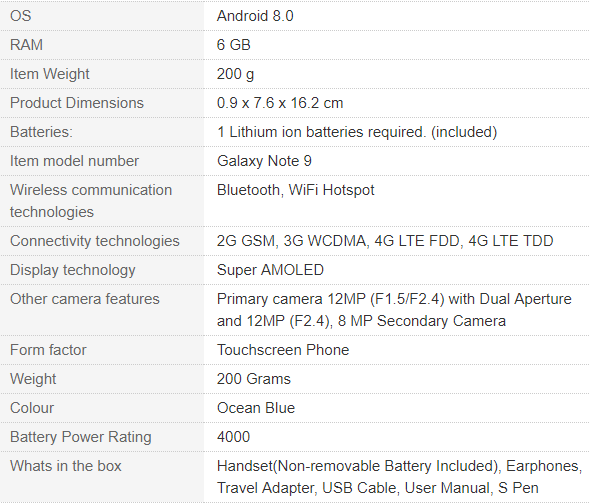 OS Android 8.0
RAM 6 GB
Item Weight 200 g
Product Dimensions 0.9 x 7.6 x 16.2 cm
Batteries: 1 Lithium ion batteries required. (included)
Item model number Galaxy Note 9
Wireless communication Bluetooth, WiFi Hotspot
technologies
Connectivity technologies 2G GSM, 3G WCDMA, 4G LTE FDD, 4G LTE TDD
Display technology Super AMOLED
Other camera features Primary camera 12MP (F1.5/F2.4) with Dual Aperture
and 12MP (F2.4), 8 MP Secondary Camera
Form factor Touchscreen Phone
Weight 200 Grams
Colour Ocean Blue
Battery Power Rating 4000
Whats in the box Handset(Non-removable Battery Included), Earphones,
Travel Adapter, USB Cable, User Manual, S Pen